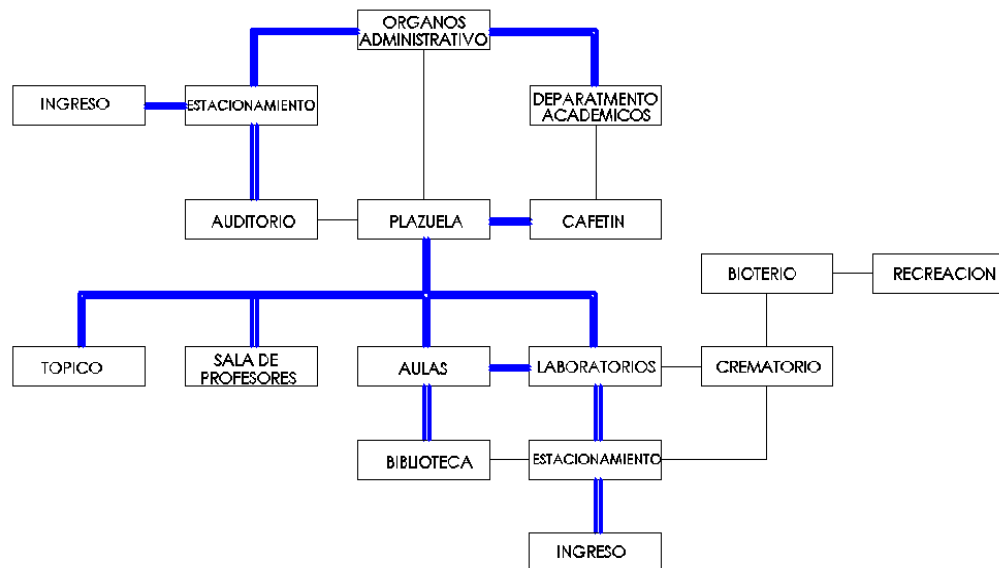 ORGANOS
ADMINISTRATIVO
INGRESO
ESTACIONAMIENTO
DEPARATMENTO
ACADEMICOS
AUDITORIO
PLAZUELA
CAFETIN
BIOTERIO
RECREACION
TOPICO
SALA DE
PROFESORES
AULAS
LABORATORIOS
CREMATORIO
BIBLIOTECA
ESTACIONAMIENTO
INGRESO